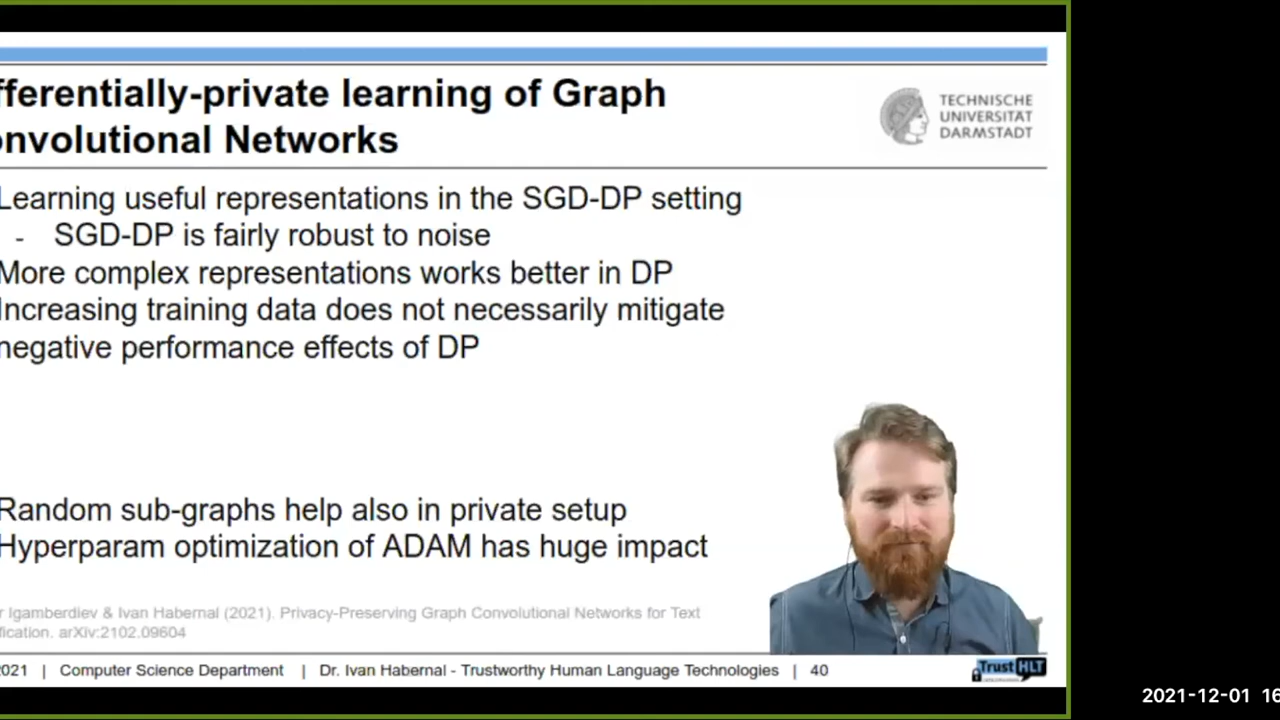 fferentially-private learning of Graph
onvolutional Networks
TECHNISCHE
UNIVERSITÄT
DARMSTADT
Learning useful representations in the SGD-DP setting
- SGD-DP is fairly robust to noise
More complex representations works better in DP
Increasing training data does not necessarily mitigate
negative performance effects of DP
Random sub-graphs help also in private setup
Hyperparam optimization of ADAM has huge impact
r Igamberdiev & Ivan Habernal (2021). Privacy-Preserving Graph Convolutional Networks for Text
fication. arXiv:2102.09604
2021 | Computer Science Department | Dr. Ivan Habernal - Trustworthy Human Language Technologies | 40
Trust HLT
2021-12-01 16